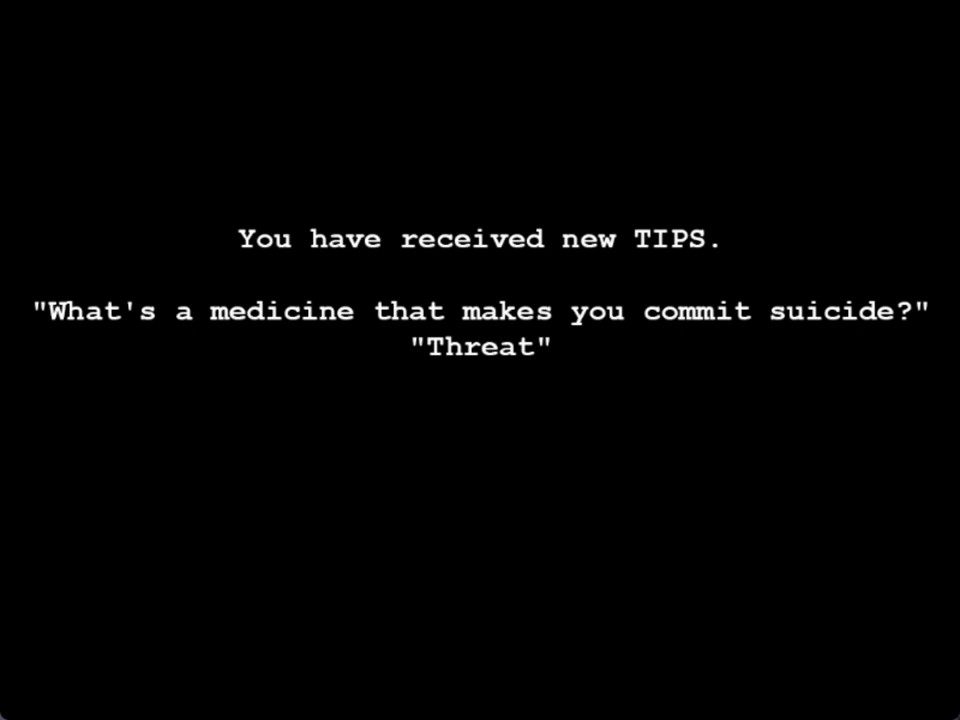 You have received new TIPS.
"What's a medicine that makes you commit suicide?"
"Threat"